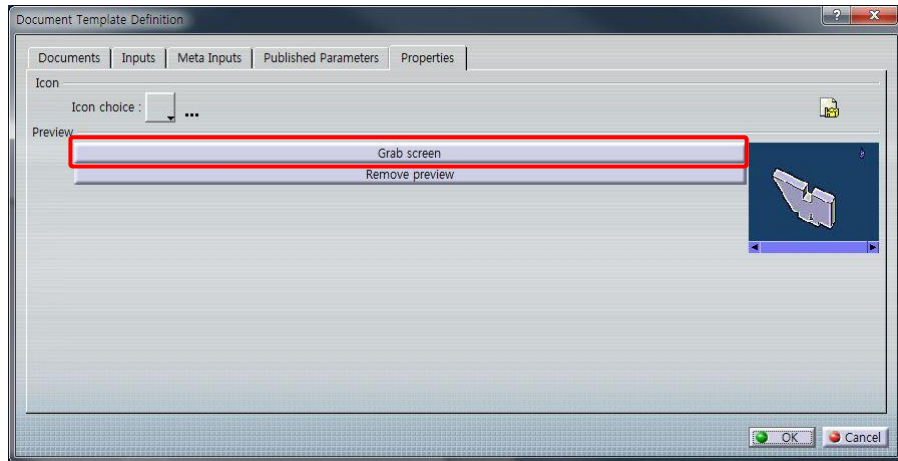 Document Template Definition
Documents Inputs Meta Inputs Published Parameters Properties
Icon
Icon choice : ...
Preview
Grab screen
Remove preview
OK Cancel